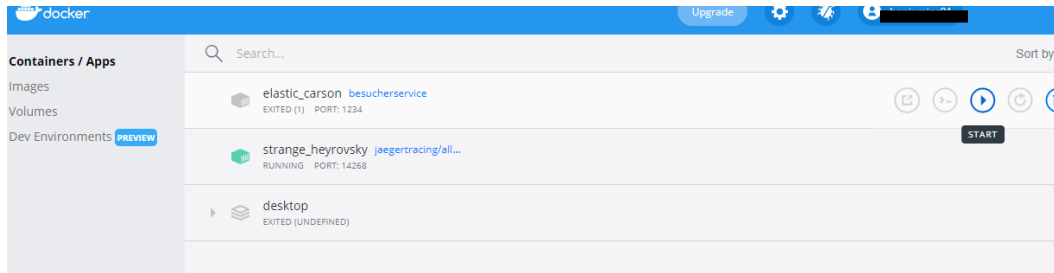 docker
Upgrade
Containers / Apps
Images
Volumes
Dev Environments PREVIEW
Search...
Sort by
elastic_carson besucherservice
EXITED (1) PORT: 1234
START
strange_heyrovsky jaegertracing/all...
RUNNING PORT: 14268
desktop
EXITED (UNDEFINED)